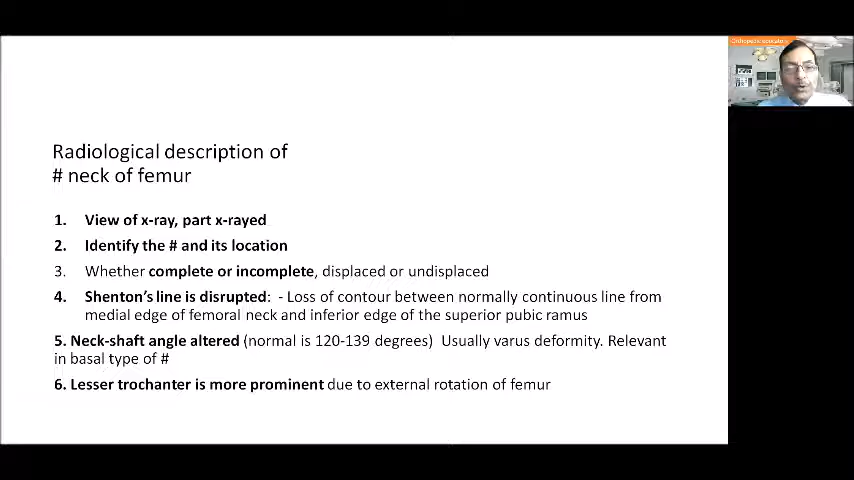 Orthopedic educate
Radiological description of
# neck of femur
1. View of x-ray, part x-rayed
2. Identify the # and its location
3. Whether complete or incomplete, displaced or undisplaced
4. Shenton's line is disrupted: - Loss of contour between normally continuous line from
medial edge of femoral neck and inferior edge of the superior pubic ramus
5. Neck-shaft angle altered (normal is 120-139 degrees) Usually varus deformity. Relevant
in basal type of #
6. Lesser trochanter is more prominent due to external rotation of femur